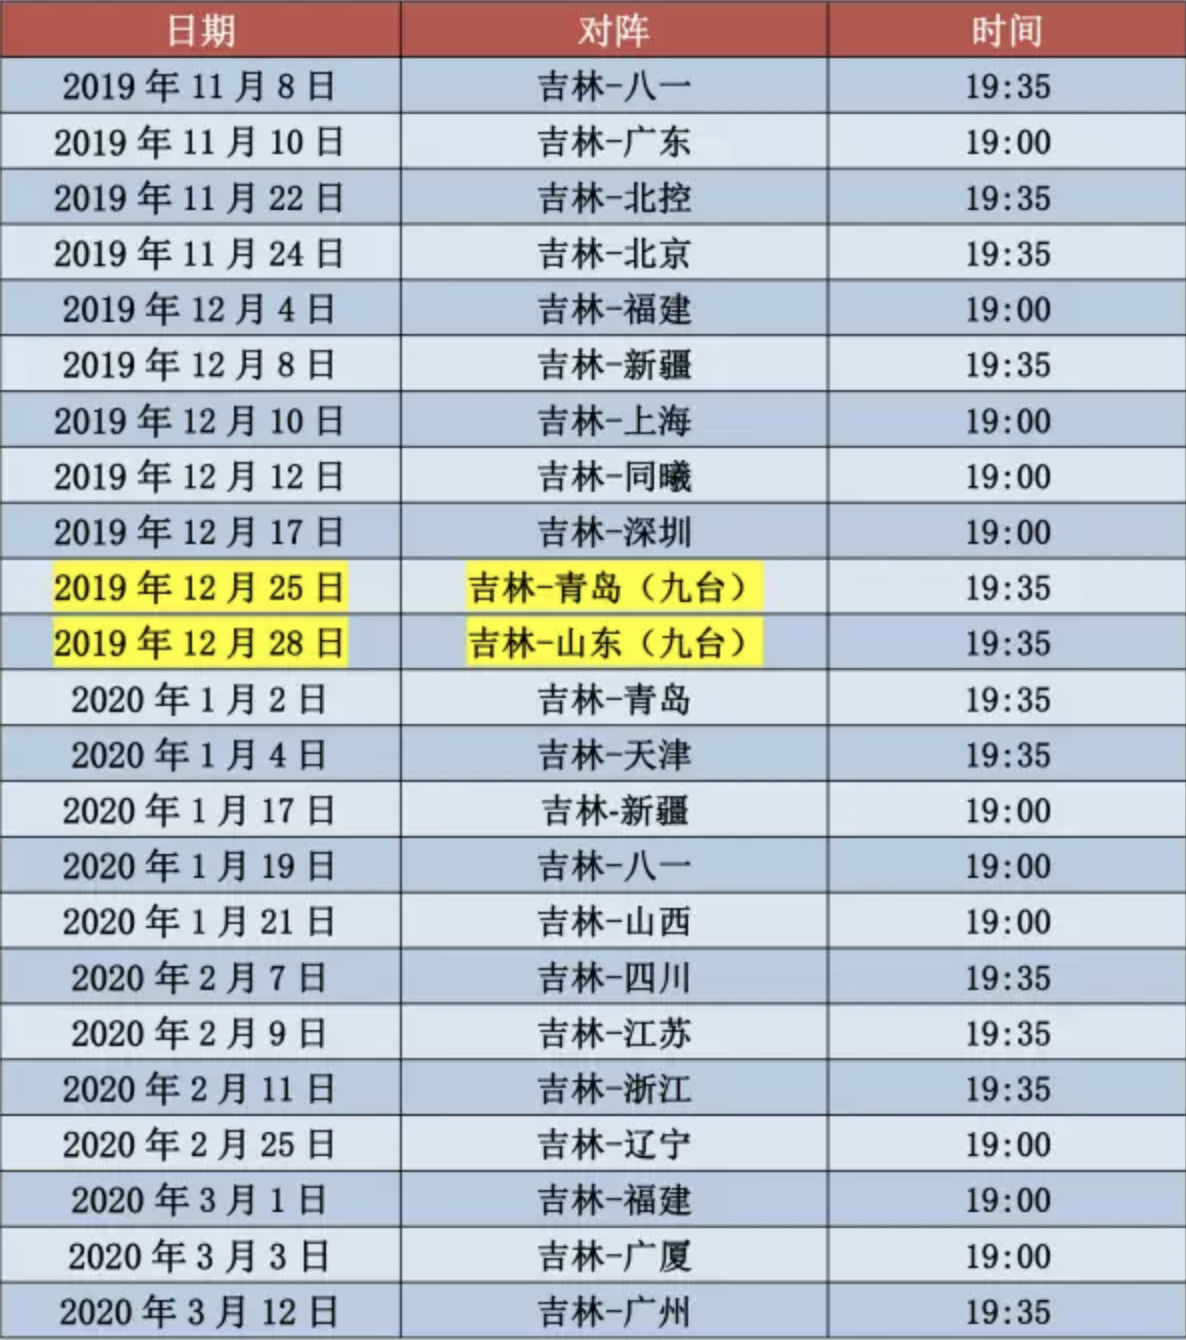 日期 对阵 时间
2019 年 11 月 8 日 吉林-八一 19:35
2019 年 11 月 10 日 吉林-广东 19:00
2019 年 11 月 22 日 吉林-北控 19:35
2019 年 11 月 24 日 吉林-北京 19:35
2019 年 12 月 4 日 吉林-福建 19:00
2019 年 12 月 8 日 吉林-新疆 19:35
2019 年 12 月 10 日 吉林-上海 19:00
2019 年 12 月 12 日 吉林-同曦 19:00
2019 年 12 月 17 日 吉林-深圳 19:00
2019 年 12 月 25 日 吉林-青岛（九台） 19:35
2019 年 12 月 28 日 吉林-山东（九台） 19:35
2020 年 1 月 2 日 吉林-青岛 19:35
2020 年 1 月 4 日 吉林-天津 19:35
2020 年 1 月 17 日 吉林-新疆 19:00
2020 年 1 月 19 日 吉林-八一 19:00
2020 年 1 月 21 日 吉林-山西 19:00
2020 年 2 月 7 日 吉林-四川 19:35
2020 年 2 月 9 日 吉林-江苏 19:35
2020 年 2 月 11 日 吉林-浙江 19:35
2020 年 2 月 25 日 吉林-辽宁 19:00
2020 年 3 月 1 日 吉林-福建 19:00
2020 年 3 月 3 日 吉林-广厦 19:00
2020 年 3 月 12 日 吉林-广州 19:35